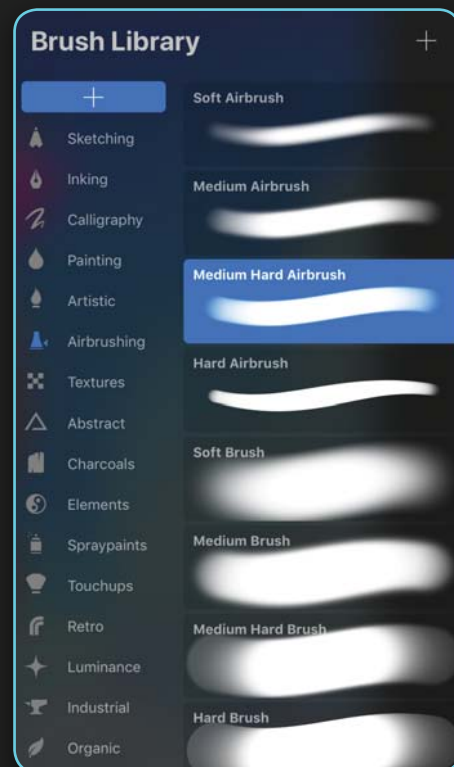 Brush Library
Sketching
Inking
Calligraphy
Painting
Artistic
Airbrushing
Textures
Abstract
Charcoals
Elements
Spraypaints
Touchups
Retro
Luminance
Industrial
Organic
Soft Airbrush
Medium Airbrush
Medium Hard Airbrush
Hard Airbrush
Soft Brush
Medium Brush
Medium Hard Brush
Hard Brush